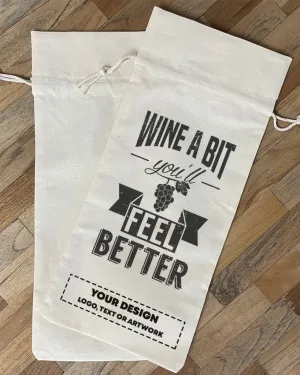 WINE A BIT
you'll
FEEL
BETTER
YOUR DESIGN
LOGO, TEXT OR ARTWORK